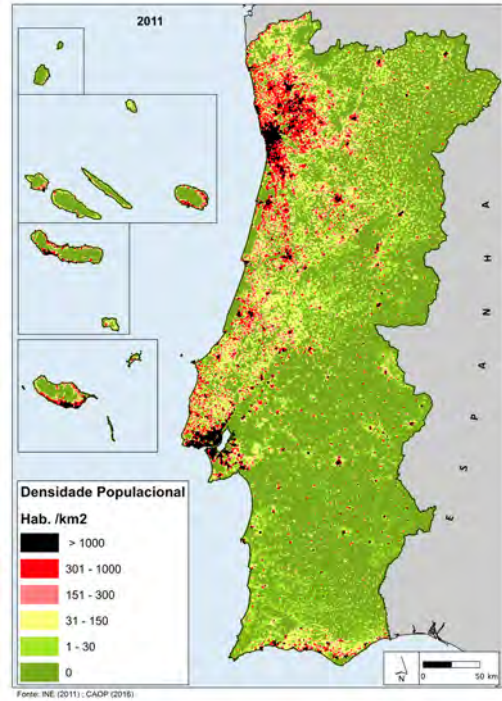 2011
ESPANHA
Densidade Populacional
Hab. /km2
> 1000
301 - 1000
151 - 300
31 - 150
1 - 30
0
N
0
50 km
Fonte: INE (2011) ; CAOP (2016)